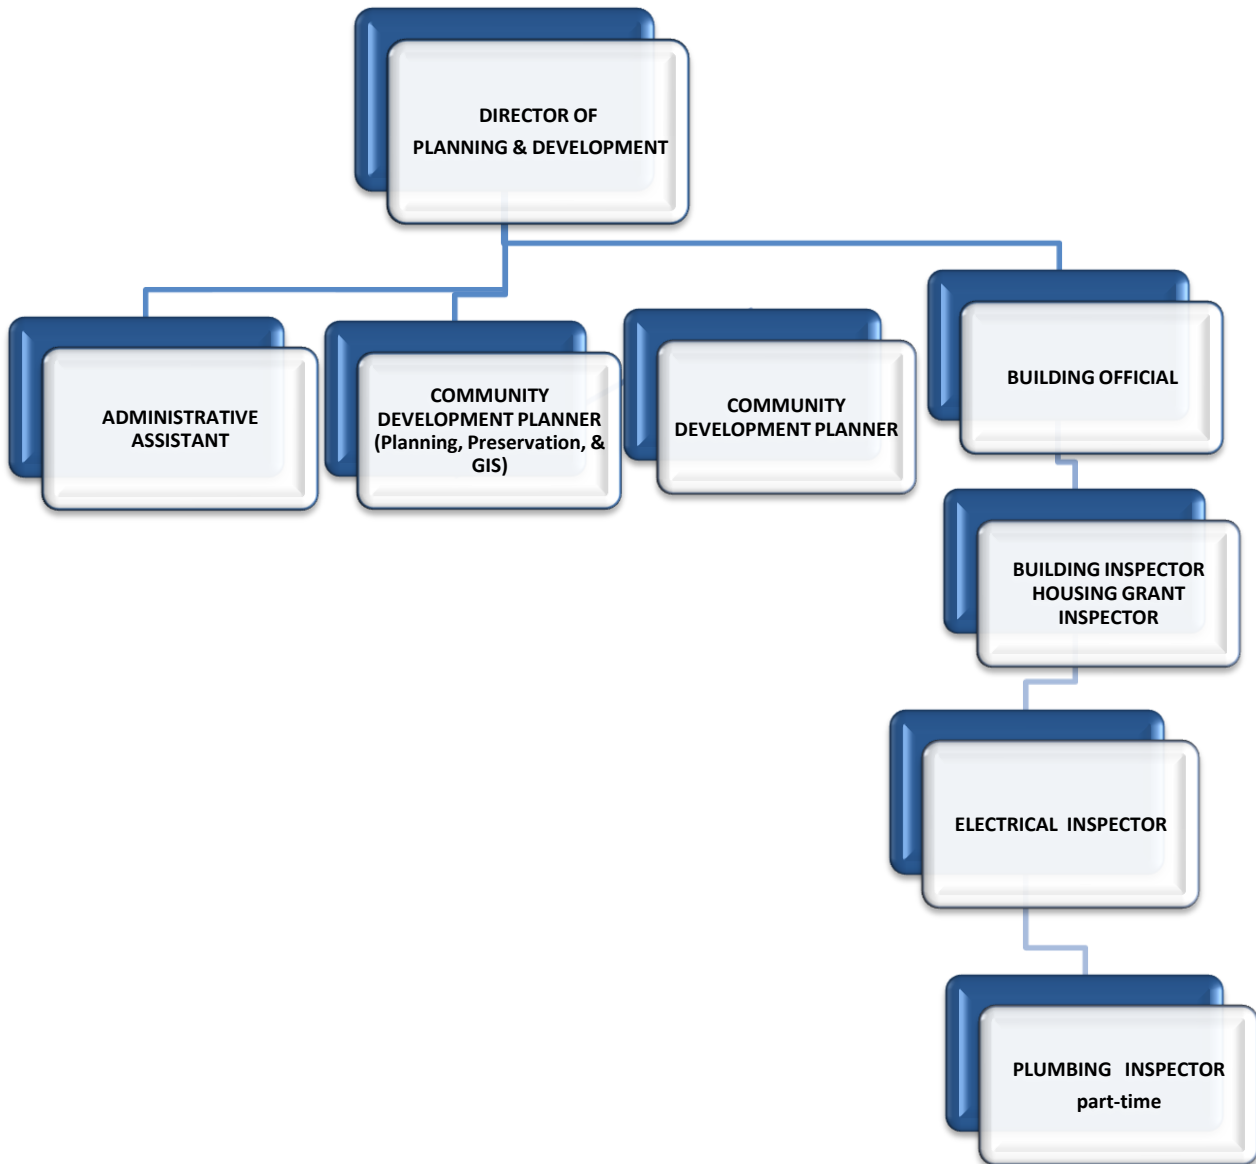 DIRECTOR OF
PLANNING & DEVELOPMENT
ADMINISTRATIVE
ASSISTANT
COMMUNITY
DEVELOPMENT PLANNER
(Planning, Preservation, &
GIS)
COMMUNITY
DEVELOPMENT PLANNER
BUILDING OFFICIAL
BUILDING INSPECTOR
HOUSING GRANT
INSPECTOR
ELECTRICAL INSPECTOR
PLUMBING INSPECTOR
part-time